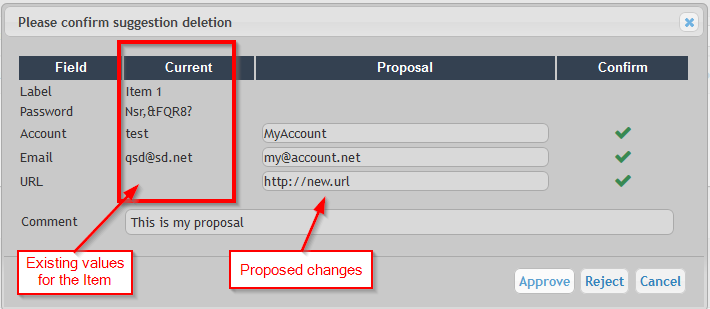 Please confirm suggestion deletion
Field Current Proposal Confirm
Label Item 1
Password Nsr,&FQR8?
Account test MyAccount
Email qsd@sd.net my@account.net
URL http://new.url
Comment This is my proposal
Existing values
for the Item
Proposed changes
Approve Reject Cancel